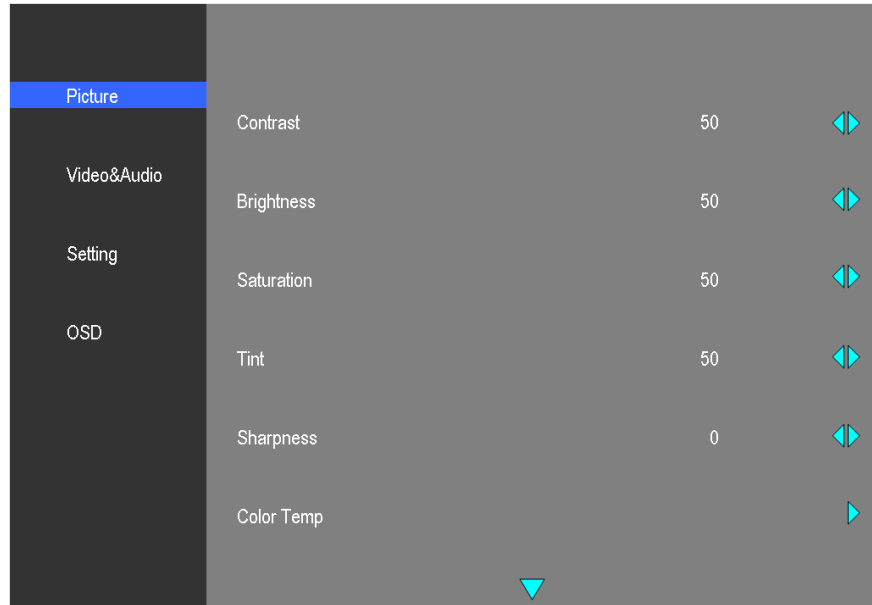 Picture
Video&Audio
Setting
OSD
Contrast 50
Brightness 50
Saturation 50
Tint 50
Sharpness 0
Color Temp